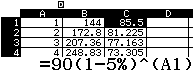 A B C D
1 1 144 85.5
2 2 172.8 81.225
3 3 207.36 77.163
4 4 248.83 73.305
=90(1-5%)^(A1)